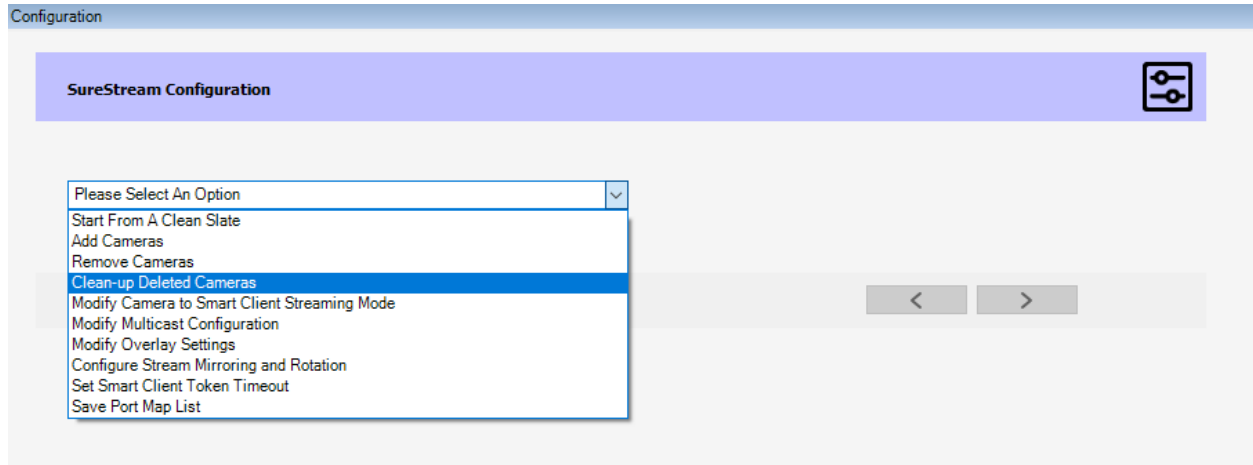 Configuration
SureStream Configuration
Please Select An Option
Start From A Clean Slate
Add Cameras
Remove Cameras
Clean-up Deleted Cameras
Modify Camera to Smart Client Streaming Mode
Modify Multicast Configuration
Modify Overlay Settings
Configure Stream Mirroring and Rotation
Set Smart Client Token Timeout
Save Port Map List